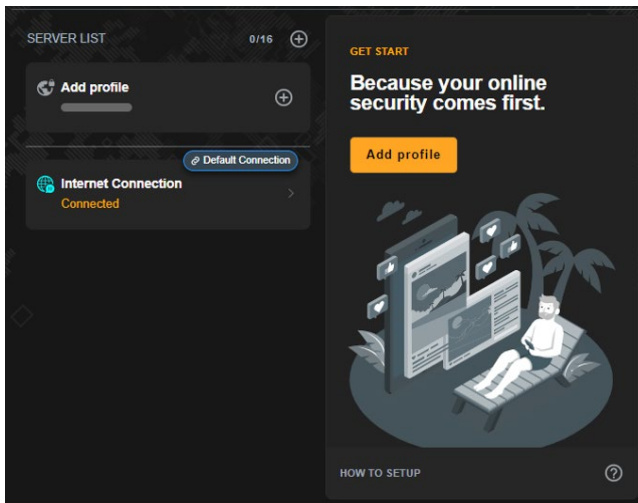 SERVER LIST 0/16
Add profile
Default Connection
Internet Connection
Connected
GET START
Because your online
security comes first.
Add profile
HOW TO SETUP